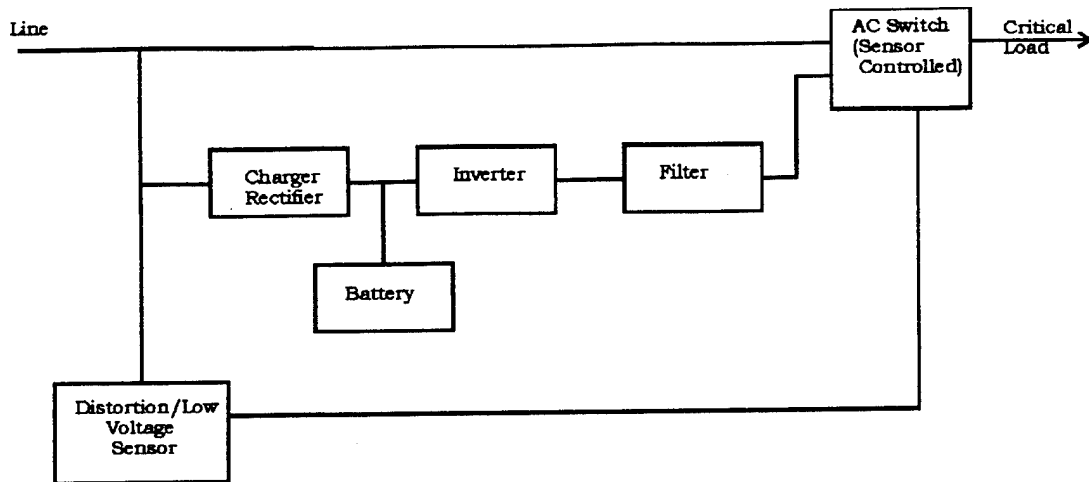 Line
AC Switch
(Sensor
Controlled)
Critical
Load
Charger
Rectifier
Inverter
Filter
Battery
Distortion/Low
Voltage
Sensor